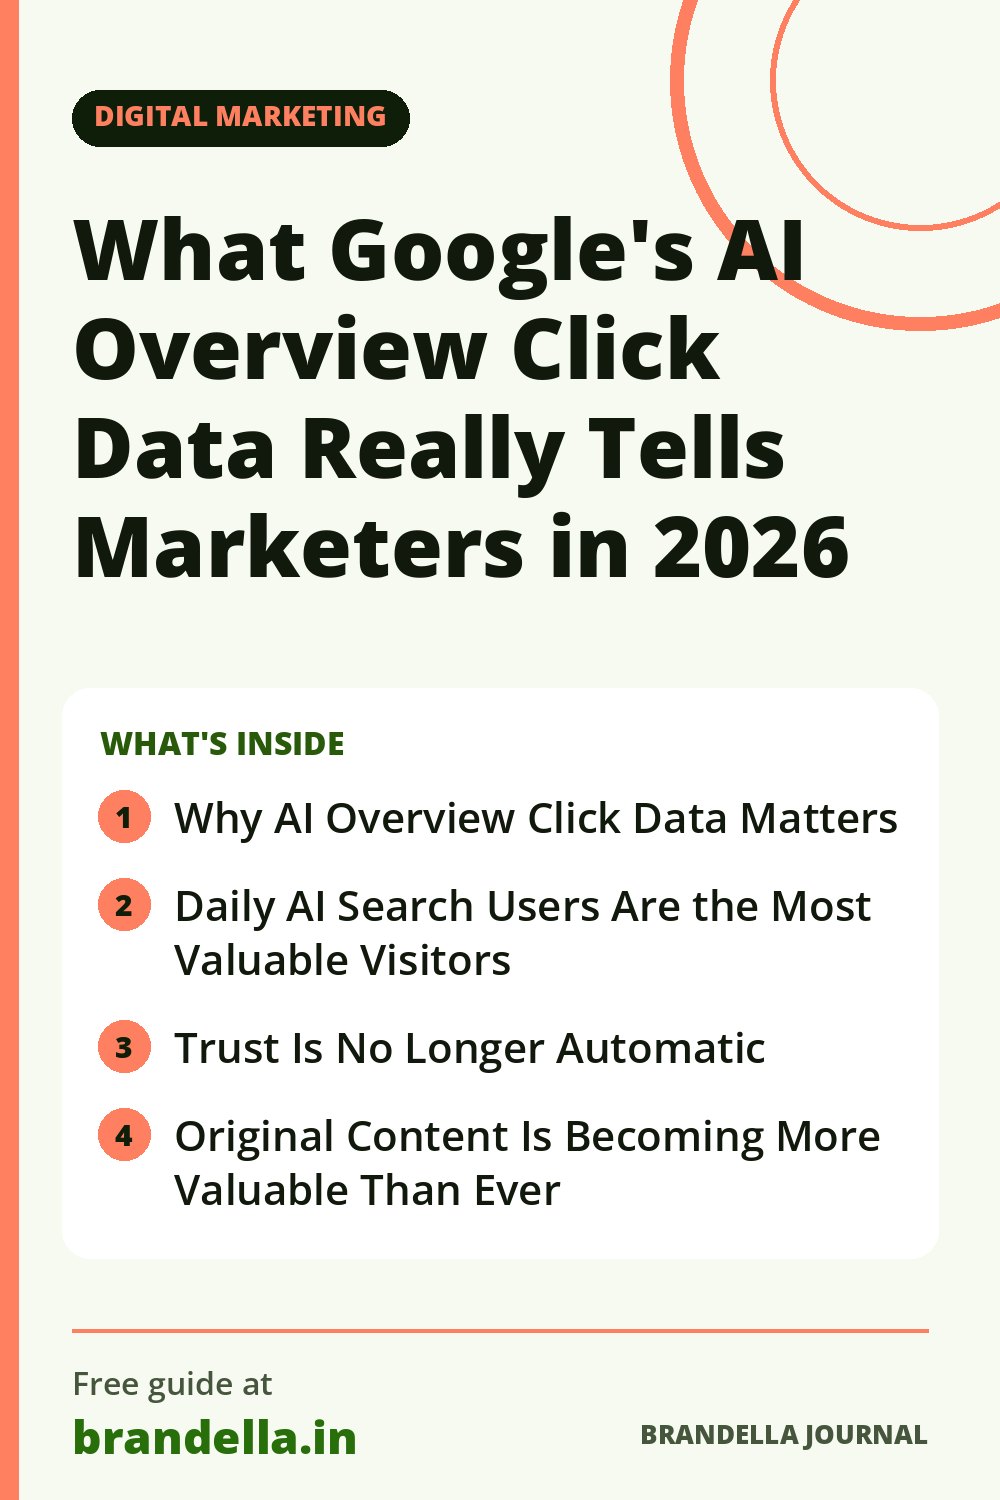 DIGITAL MARKETING
What Google's AI
Overview Click
Data Really Tells
Marketers in 2026
WHAT'S INSIDE
1 Why AI Overview Click Data Matters
2 Daily AI Search Users Are the Most
Valuable Visitors
3 Trust Is No Longer Automatic
4 Original Content Is Becoming More
Valuable Than Ever
Free guide at
brandella.in
BRANDELLA JOURNAL